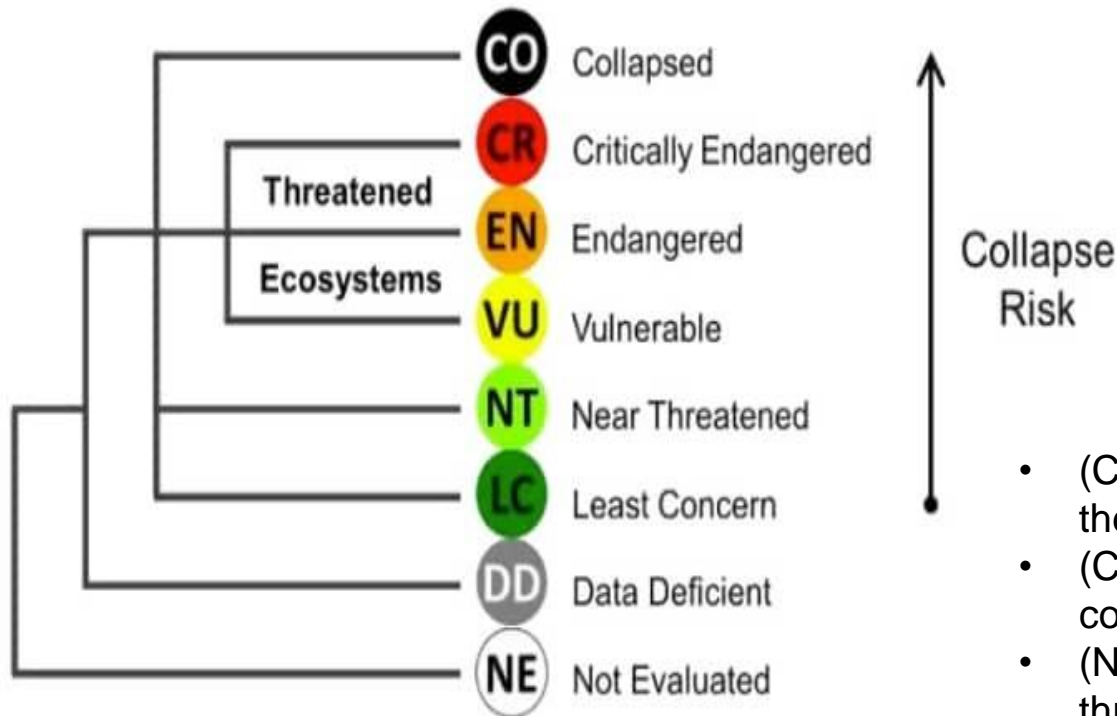 CO Collapsed
CR Critically Endangered
Threatened
EN Endangered
Ecosystems
VU Vulnerable
NT Near Threatened
LC Least Concern
DD Data Deficient
NE Not Evaluated
Collapse
Risk
• (C
• (C
co
• (N